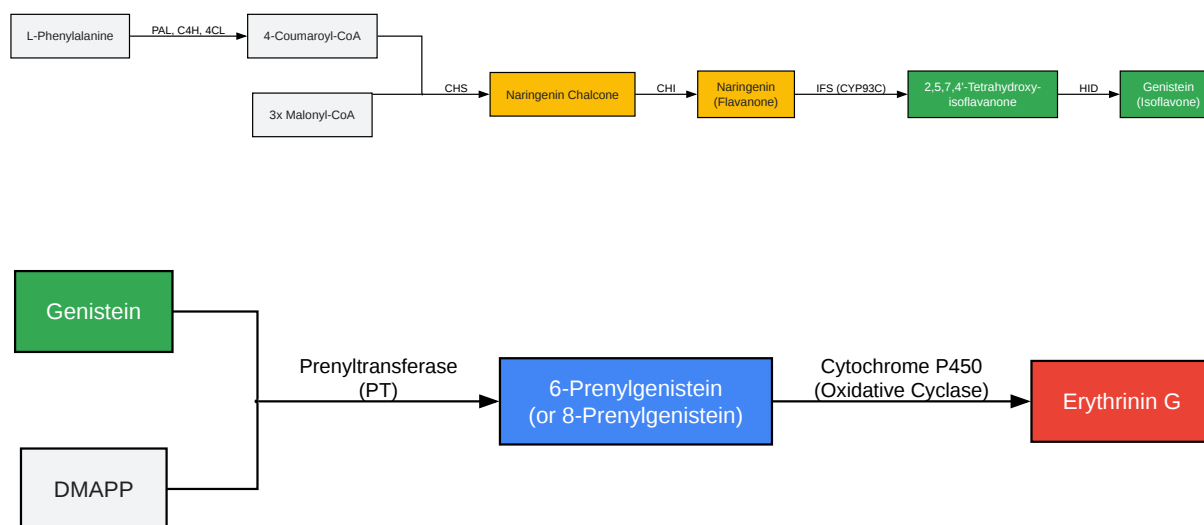 L-Phenylalanine
PAL, C4H, 4CL
4-Coumaroyl-CoA
3x Malonyl-CoA
CHS
Naringenin Chalcone
CHI
Naringenin
(Flavanone)
IFS (CYP93C)
2,5,7,4'-Tetrahydroxy-
isoflavanone
HID
Genistein
(Isoflavone)
Genistein
DMAPP
Prenyltransferase
(PT)
6-Prenylgenistein
(or 8-Prenylgenistein)
Cytochrome P450
(Oxidative Cyclase)
Erythrinin G